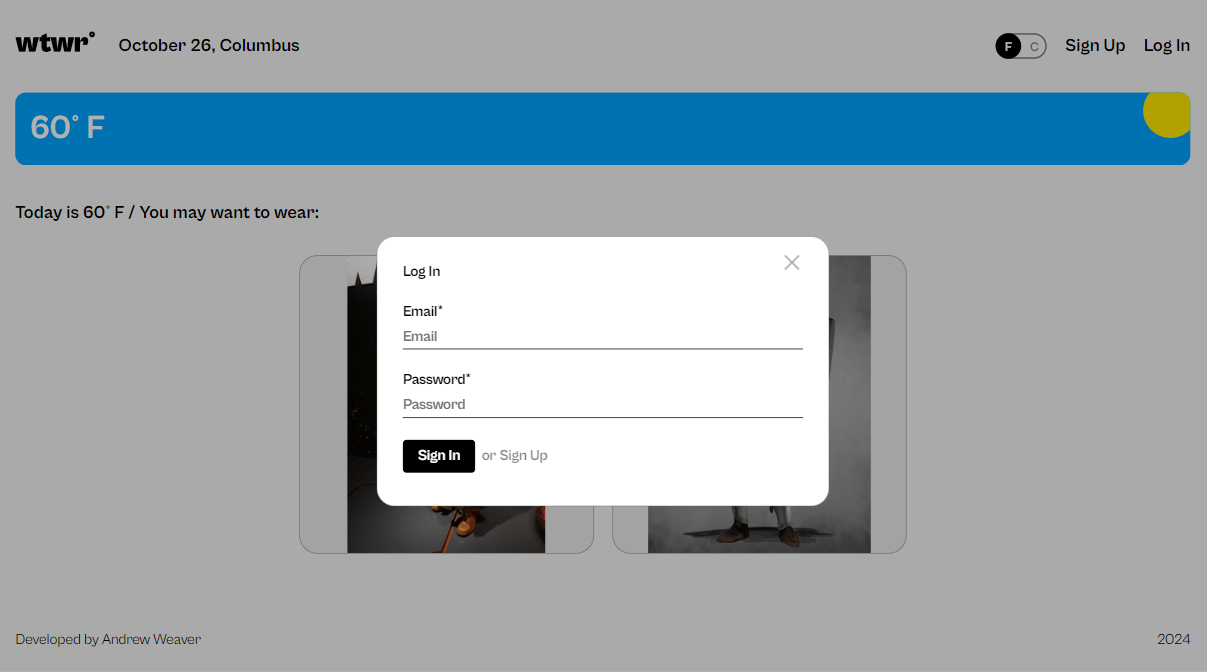 wtwr° October 26, Columbus F C Sign Up Log In
60° F
Today is 60° F / You may want to wear:
Log In
Email*
Email
Password*
Password
Sign In or Sign Up
Developed by Andrew Weaver 2024